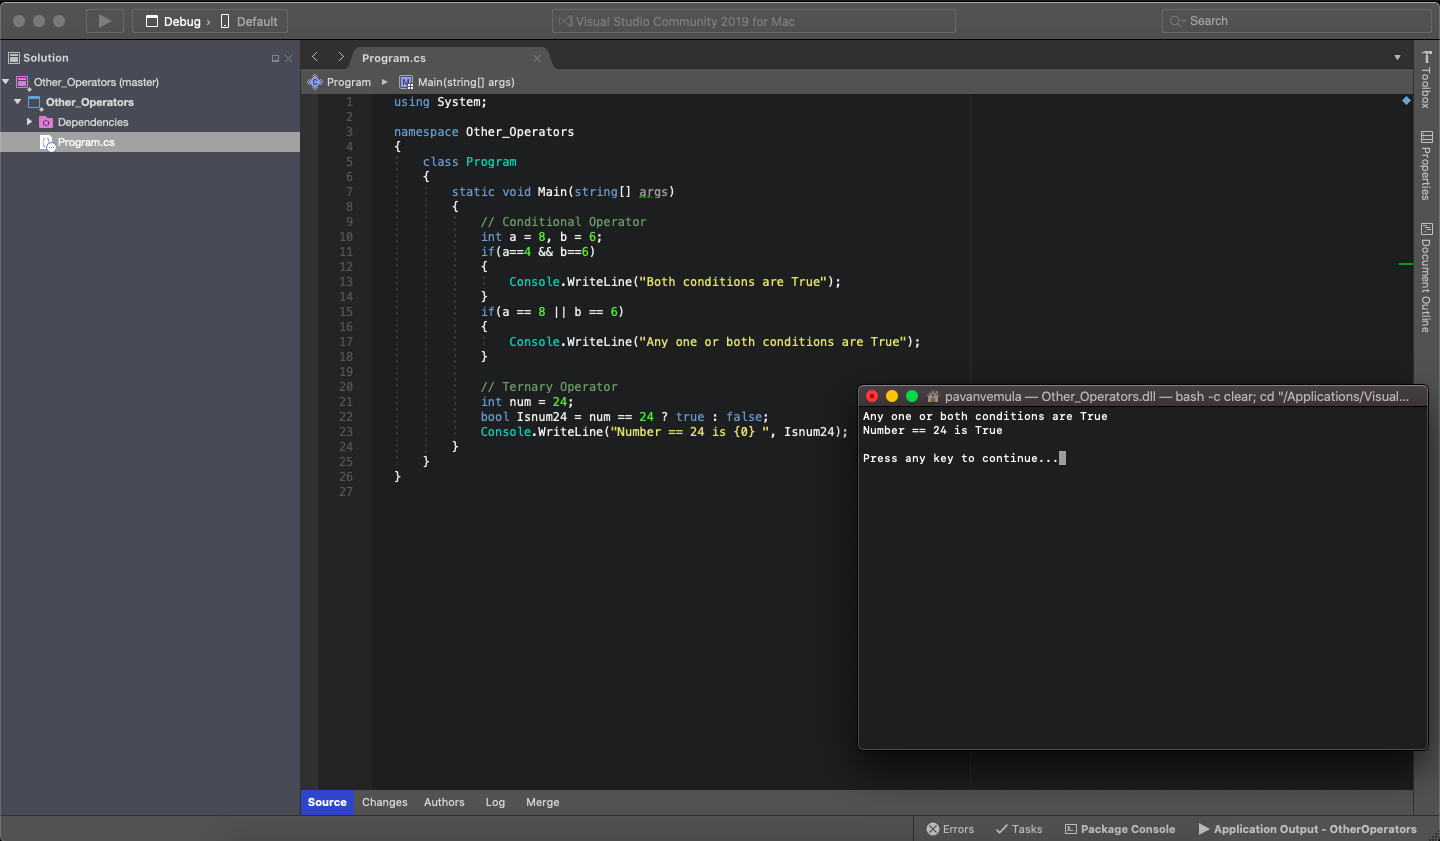 Debug › Default
Visual Studio Community 2019 for Mac
Search
Solution
Other_Operators (master)
Other_Operators
Dependencies
Program.cs
Program.cs
Program
Main(string[] args)
1 using System;
2
3 namespace Other_Operators
4 {
5 class Program
6 {
7 static void Main(string[] args)
8 {
9 // Conditional Operator
10 int a = 8, b = 6;
11 if(a==4 && b==6)
12 {
13 Console.WriteLine("Both conditions are True");
14 }
15 if(a == 8 || b == 6)
16 {
17 Console.WriteLine("Any one or both conditions are True");
18 }
19
20 // Ternary Operator
21 int num = 24;
22 bool Isnum24 = num == 24 ? true : false;
23 Console.WriteLine("Number == 24 is {0} ", Isnum24);
24 }
25 }
26 }
27
Toolbox
Properties
Document Outline
pavanvemula — Other_Operators.dll — bash -c clear; cd "/Applications/Visual...
Any one or both conditions are True
Number == 24 is True
Press any key to continue...
Source Changes Authors Log Merge
Errors Tasks Package Console Application Output - OtherOperators